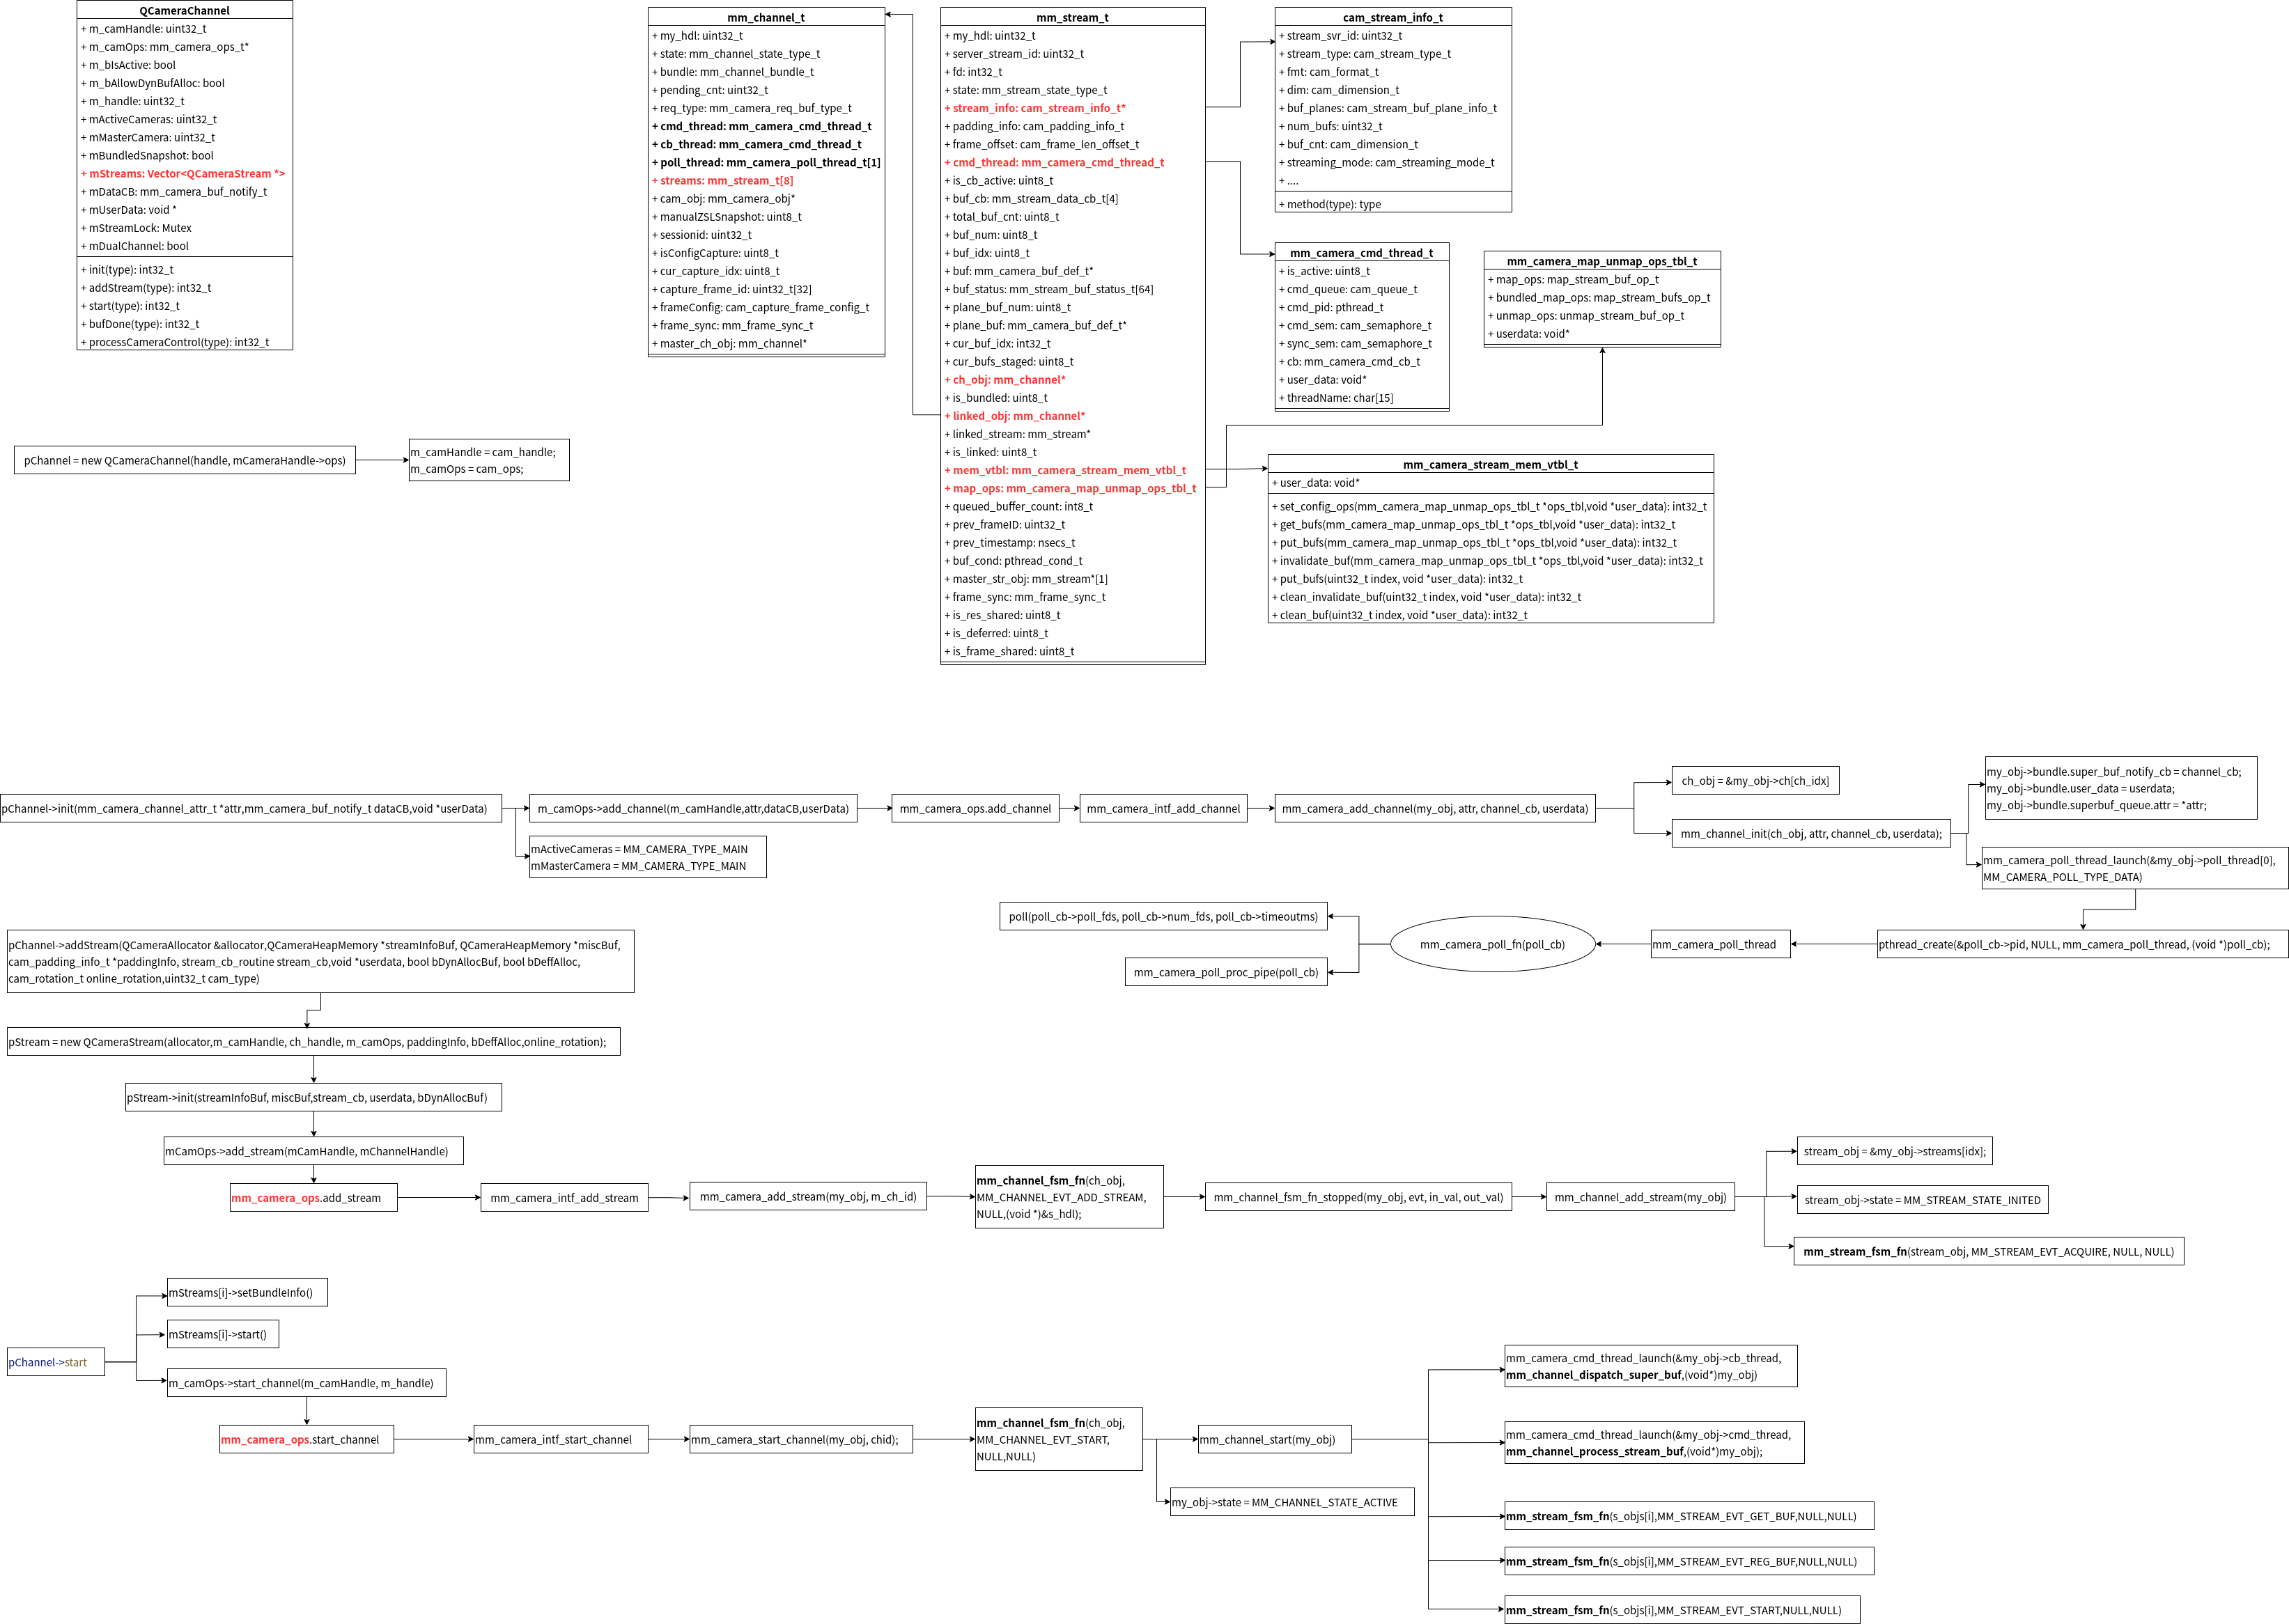 QCameraChannel
+ m_camHandle: uint32_t
+ m_camOps: mm_camera_ops_t*
+ m_bIsActive: bool
+ m_bAllowDynBufAlloc: bool
+ m_handle: uint32_t
+ mActiveCameras: uint32_t
+ mMasterCamera: uint32_t
+ mBundledSnapshot: bool
+ mStreams: Vector<QCameraStream *>
+ mDataCB: mm_camera_buf_notify_t
+ mUserData: void *
+ mStreamLock: Mutex
+ mDualChannel: bool
+ init(type): int32_t
+ addStream(type): int32_t
+ start(type): int32_t
+ bufDone(type): int32_t
+ processCameraControl(type): int32_t
mm_channel_t
+ my_hdl: uint32_t
+ state: mm_channel_state_type_t
+ bundle: mm_channel_bundle_t
+ pending_cnt: uint32_t
+ req_type: mm_camera_req_buf_type_t
+ cmd_thread: mm_camera_cmd_thread_t
+ cb_thread: mm_camera_cmd_thread_t
+ poll_thread: mm_camera_poll_thread_t[1]
+ streams: mm_stream_t[8]
+ cam_obj: mm_camera_obj*
+ manualZSLSnapshot: uint8_t
+ sessionid: uint32_t
+ isConfigCapture: uint8_t
+ cur_capture_idx: uint8_t
+ capture_frame_id: uint32_t[32]
+ frameConfig: cam_capture_frame_config_t
+ frame_sync: mm_frame_sync_t
+ master_ch_obj: mm_channel*
mm_stream_t
+ my_hdl: uint32_t
+ server_stream_id: uint32_t
+ fd: int32_t
+ state: mm_stream_state_type_t
+ stream_info: cam_stream_info_t*
+ padding_info: cam_padding_info_t
+ frame_offset: cam_frame_len_offset_t
+ cmd_thread: mm_camera_cmd_thread_t
+ is_cb_active: uint8_t
+ buf_cb: mm_stream_data_cb_t[4]
+ total_buf_cnt: uint8_t
+ buf_num: uint8_t
+ buf_idx: uint8_t
+ buf: mm_camera_buf_def_t*
+ buf_status: mm_stream_buf_status_t[64]
+ plane_buf_num: uint8_t
+ plane_buf: mm_camera_buf_def_t*
+ cur_buf_idx: int32_t
+ cur_bufs_staged: uint8_t
+ ch_obj: mm_channel*
+ is_bundled: uint8_t
+ linked_obj: mm_channel*
+ linked_stream: mm_stream*
+ is_linked: uint8_t
+ mem_vtbl: mm_camera_stream_mem_vtbl_t
+ map_ops: mm_camera_map_unmap_ops_tbl_t
+ queued_buffer_count: int8_t
+ prev_frameID: uint32_t
+ prev_timestamp: nsecs_t
+ buf_cond: pthread_cond_t
+ master_str_obj: mm_stream*[1]
+ frame_sync: mm_frame_sync_t
+ is_res_shared: uint8_t
+ is_deferred: uint8_t
+ is_frame_shared: uint8_t
cam_stream_info_t
+ stream_svr_id: uint32_t
+ stream_type: cam_stream_type_t
+ fmt: cam_format_t
+ dim: cam_dimension_t
+ buf_planes: cam_stream_buf_plane_info_t
+ num_bufs: uint32_t
+ buf_cnt: cam_dimension_t
+ streaming_mode: cam_streaming_mode_t
+ ....
+ method(type): type
mm_camera_cmd_thread_t
+ is_active: uint8_t
+ cmd_queue: cam_queue_t
+ cmd_pid: pthread_t
+ cmd_sem: cam_semaphore_t
+ sync_sem: cam_semaphore_t
+ cb: mm_camera_cmd_cb_t
+ user_data: void*
+ threadName: char[15]
mm_camera_map_unmap_ops_tbl_t
+ map_ops: map_stream_buf_op_t
+ bundled_map_ops: map_stream_bufs_op_t
+ unmap_ops: unmap_stream_buf_op_t
+ userdata: void*
mm_camera_stream_mem_vtbl_t
+ user_data: void*
+ set_config_ops(mm_camera_map_unmap_ops_tbl_t *ops_tbl,void *user_data): int32_t
+ get_bufs(mm_camera_map_unmap_ops_tbl_t *ops_tbl,void *user_data): int32_t
+ put_bufs(mm_camera_map_unmap_ops_tbl_t *ops_tbl,void *user_data): int32_t
+ invalidate_buf(mm_camera_map_unmap_ops_tbl_t *ops_tbl,void *user_data): int32_t
+ put_bufs(uint32_t index, void *user_data): int32_t
+ clean_invalidate_buf(uint32_t index, void *user_data): int32_t
+ clean_buf(uint32_t index, void *user_data): int32_t
pChannel = new QCameraChannel(handle, mCameraHandle->ops)
m_camHandle = cam_handle;
m_camOps = cam_ops;
pChannel->init(mm_camera_channel_attr_t *attr,mm_camera_buf_notify_t dataCB,void *userData)
m_camOps->add_channel(m_camHandle,attr,dataCB,userData)
mActiveCameras = MM_CAMERA_TYPE_MAIN
mMasterCamera = MM_CAMERA_TYPE_MAIN
mm_camera_ops.add_channel
mm_camera_intf_add_channel
mm_camera_add_channel(my_obj, attr, channel_cb, userdata)
ch_obj = &my_obj->ch[ch_idx]
mm_channel_init(ch_obj, attr, channel_cb, userdata);
my_obj->bundle.super_buf_notify_cb = channel_cb;
my_obj->bundle.user_data = userdata;
my_obj->bundle.superbuf_queue.attr = *attr;
mm_camera_poll_thread_launch(&my_obj->poll_thread[0],
MM_CAMERA_POLL_TYPE_DATA)
pthread_create(&poll_cb->pid, NULL, mm_camera_poll_thread, (void *)poll_cb);
mm_camera_poll_thread
mm_camera_poll_fn(poll_cb)
poll(poll_cb->poll_fds, poll_cb->num_fds, poll_cb->timeoutms)
mm_camera_poll_proc_pipe(poll_cb)
pChannel->addStream(QCameraAllocator &allocator,QCameraHeapMemory *streamInfoBuf, QCameraHeapMemory *miscBuf,
cam_padding_info_t *paddingInfo, stream_cb_routine stream_cb,void *userdata, bool bDynAllocBuf, bool bDeffAlloc,
cam_rotation_t online_rotation,uint32_t cam_type)
pStream = new QCameraStream(allocator,m_camHandle, ch_handle, m_camOps, paddingInfo, bDeffAlloc,online_rotation);
pStream->init(streamInfoBuf, miscBuf,stream_cb, userdata, bDynAllocBuf)
mCamOps->add_stream(mCamHandle, mChannelHandle)
mm_camera_ops.add_stream
mm_camera_intf_add_stream
mm_camera_add_stream(my_obj, m_ch_id)
mm_channel_fsm_fn(ch_obj,
MM_CHANNEL_EVT_ADD_STREAM,
NULL,(void *)&s_hdl);
mm_channel_fsm_fn_stopped(my_obj, evt, in_val, out_val)
mm_channel_add_stream(my_obj)
stream_obj = &my_obj->streams[idx];
stream_obj->state = MM_STREAM_STATE_INITED
mm_stream_fsm_fn(stream_obj, MM_STREAM_EVT_ACQUIRE, NULL, NULL)
pChannel->start
mStreams[i]->setBundleInfo()
mStreams[i]->start()
m_camOps->start_channel(m_camHandle, m_handle)
mm_camera_ops.start_channel
mm_camera_intf_start_channel
mm_camera_start_channel(my_obj, chid);
mm_channel_fsm_fn(ch_obj,
MM_CHANNEL_EVT_START,
NULL,NULL)
mm_channel_start(my_obj)
my_obj->state = MM_CHANNEL_STATE_ACTIVE
mm_camera_cmd_thread_launch(&my_obj->cb_thread,
mm_channel_dispatch_super_buf,(void*)my_obj)
mm_camera_cmd_thread_launch(&my_obj->cmd_thread,
mm_channel_process_stream_buf,(void*)my_obj);
mm_stream_fsm_fn(s_objs[i],MM_STREAM_EVT_GET_BUF,NULL,NULL)
mm_stream_fsm_fn(s_objs[i],MM_STREAM_EVT_REG_BUF,NULL,NULL)
mm_stream_fsm_fn(s_objs[i],MM_STREAM_EVT_START,NULL,NULL)